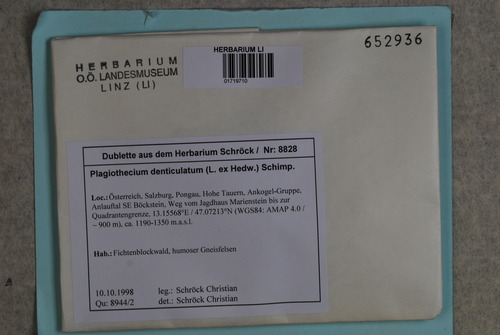 HERBARIUM LI
01719710
652936
HERBARIUM
O.Ö. LANDESMUSEUM
LINZ (LI)
Dublette aus dem Herbarium Schröck / Nr: 8828
Plagiothecium denticulatum (L. ex Hedw.) Schimp.
Loc.: Österreich, Salzburg, Pongau, Hohe Tauern, Ankogel-Gruppe,
Anlauftal SE Böckstein, Weg vom Jagdhaus Marienstein bis zur
Quadrantengrenze, 13.15568°E / 47.07213°N (WGS84: AMAP 4.0 /
~ 900 m), ca. 1190-1350 m.a.s.l.
Hab.: Fichtenblockwald, humoser Gneisfelsen
10.10.1998 leg.: Schröck Christian
Qu: 8944/2 det.: Schröck Christian